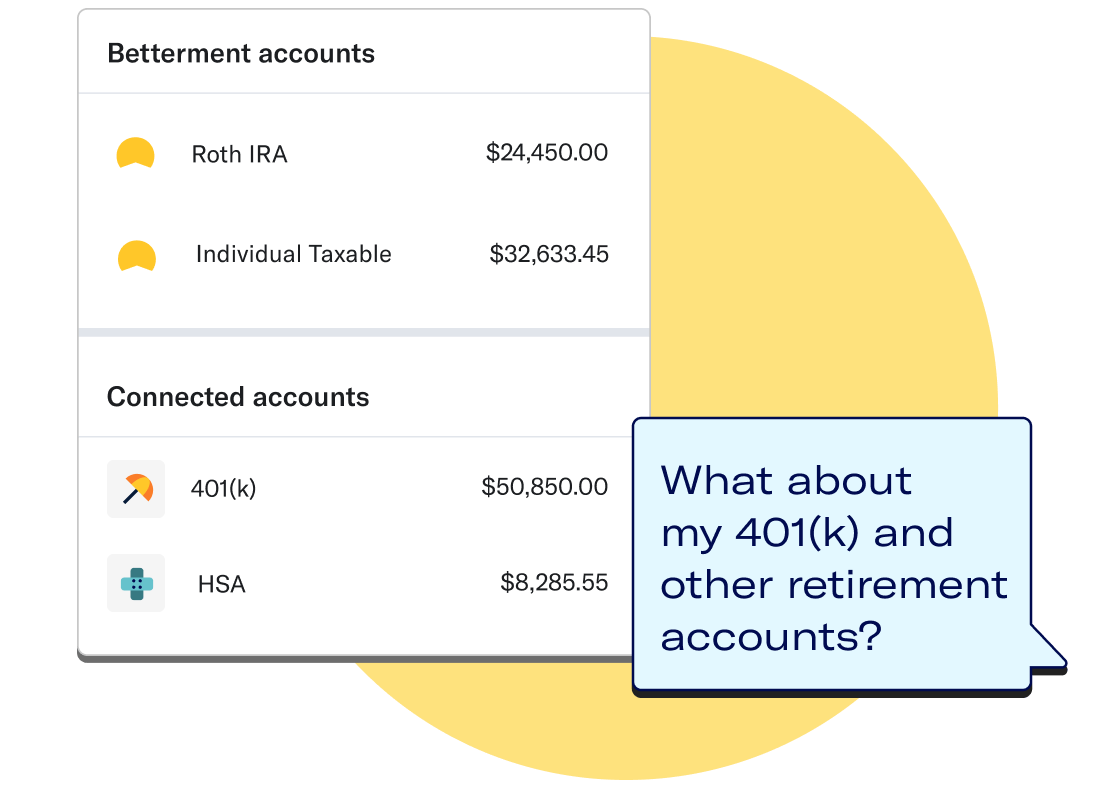 Betterment accounts
Roth IRA $24,450.00
Individual Taxable $32,633.45
Connected accounts
401(k) $50,850.00
HSA $8,285.55
What about
my 401(k) and
other retirement
accounts?